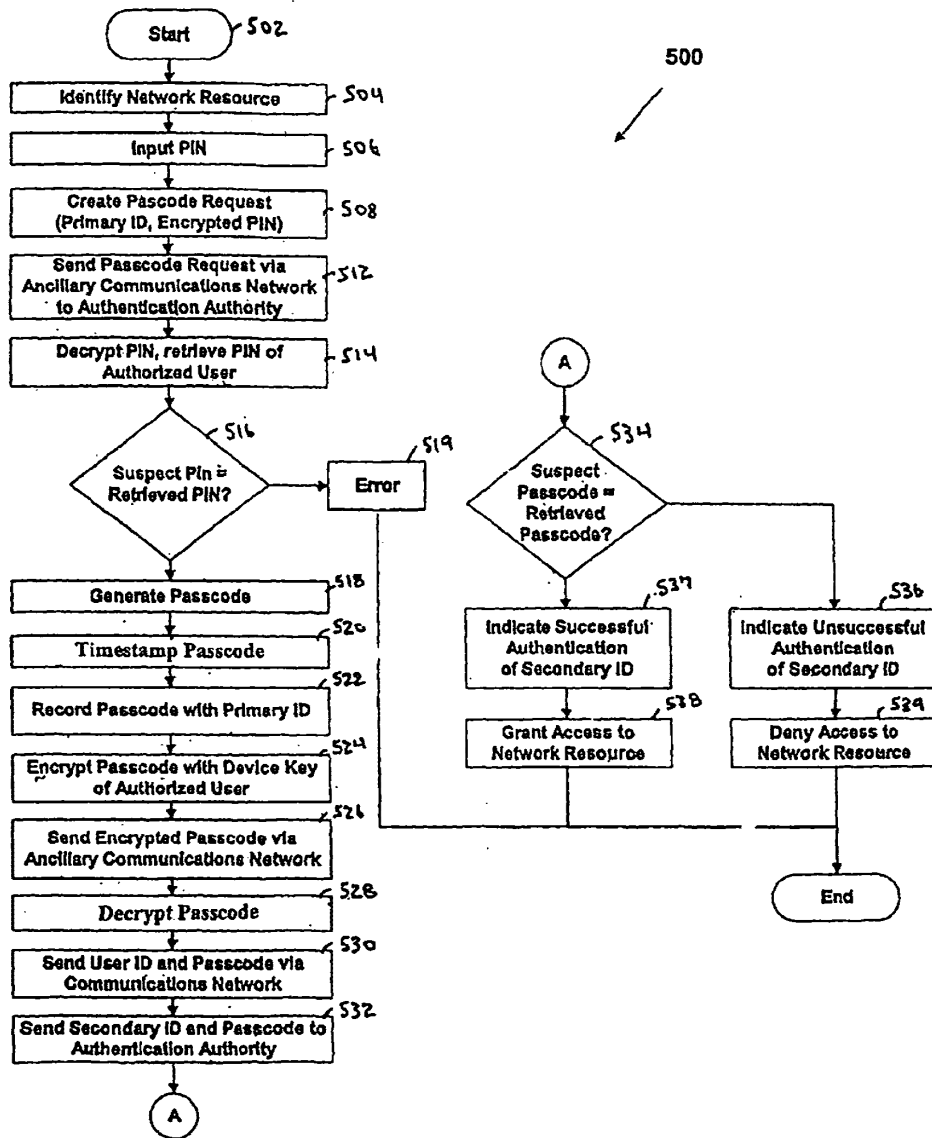 Start
502
500
Identify Network Resource
504
Input PIN
506
Create Passcode Request
(Primary ID, Encrypted PIN)
508
Send Passcode Request via
Ancillary Communications Network
to Authentication Authority
512
Decrypt PIN, retrieve PIN of
Authorized User
514
516
Suspect Pin =
Retrieved PIN?
519
Error
518
Generate Passcode
520
Timestamp Passcode
522
Record Passcode with Primary ID
524
Encrypt Passcode with Device Key
of Authorized User
526
Send Encrypted Passcode via
Ancillary Communications Network
528
Decrypt Passcode
530
Send User ID and Passcode via
Communications Network
532
Send Secondary ID and Passcode to
Authentication Authority
A
A
534
Suspect
Passcode =
Retrieved
Passcode?
537
Indicate Successful
Authentication
of Secondary ID
536
Indicate Unsuccessful
Authentication
of Secondary ID
538
Grant Access to
Network Resource
539
Deny Access to
Network Resource
End